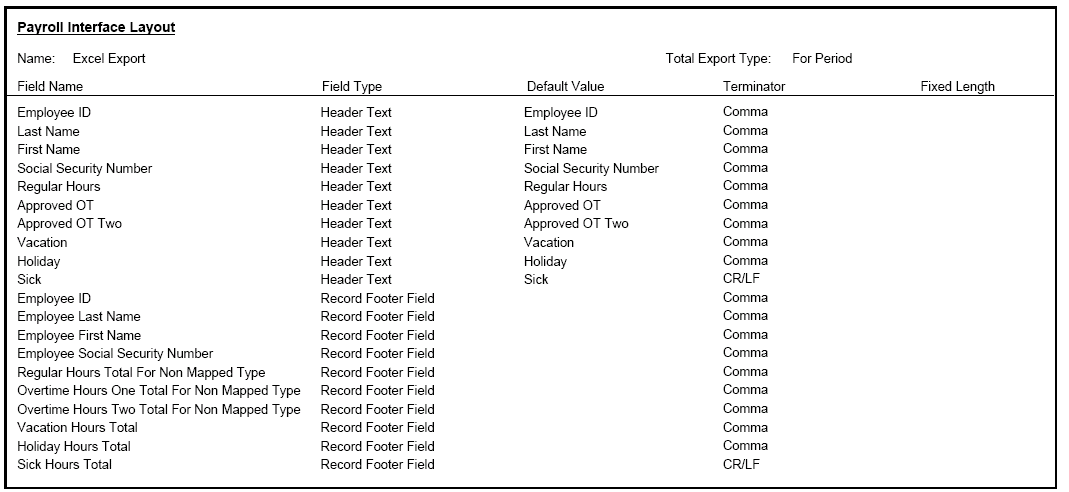 Payroll Interface Layout
Name: Excel Export Total Export Type: For Period
Field Name Field Type Default Value Terminator Fixed Length
Employee ID Header Text Employee ID Comma
Last Name Header Text Last Name Comma
First Name Header Text First Name Comma
Social Security Number Header Text Social Security Number Comma
Regular Hours Header Text Regular Hours Comma
Approved OT Header Text Approved OT Comma
Approved OT Two Header Text Approved OT Two Comma
Vacation Header Text Vacation Comma
Holiday Header Text Holiday Comma
Sick Header Text Sick CR/LF
Employee ID Record Footer Field Comma
Employee Last Name Record Footer Field Comma
Employee First Name Record Footer Field Comma
Employee Social Security Number Record Footer Field Comma
Regular Hours Total For Non Mapped Type Record Footer Field Comma
Overtime Hours One Total For Non Mapped Type Record Footer Field Comma
Overtime Hours Two Total For Non Mapped Type Record Footer Field Comma
Vacation Hours Total Record Footer Field Comma
Holiday Hours Total Record Footer Field Comma
Sick Hours Total Record Footer Field CR/LF